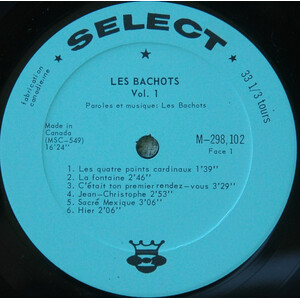 SELECT
fabrication
canadienne
33 1/3 tours
LES BACHOTS
Vol. 1
Paroles et musique: Les Bachots
Made in
Canada
(MSC-549)
16'24"
M-298,102
Face 1
1. Les quatre points cardinaux 1'39"
2. La fontaine 2'46"
3. C'était ton premier rendez-vous 3'29"
4. Jean-Christophe 2'53"
5. Sacré Mexique 3'06"
6. Hier 2'06"